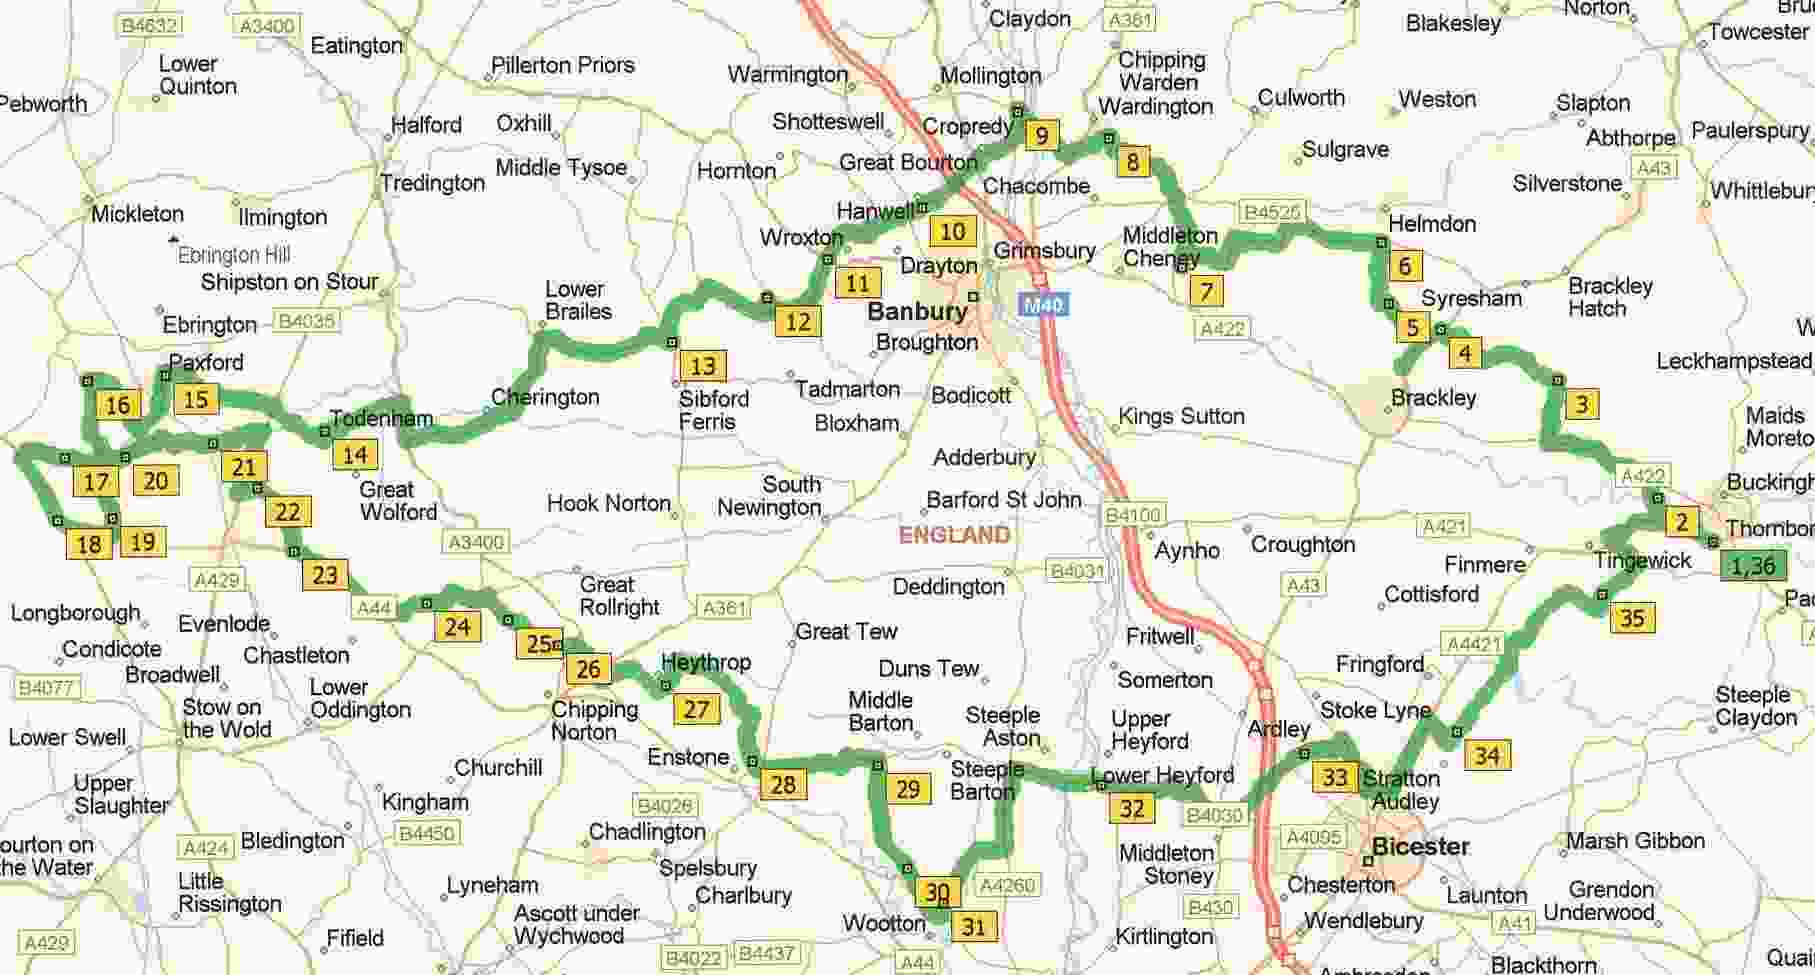 B4632
A3400
Eatington
Claydon
A361
Blakesley
Norton
Bru
Towcester
Lower
Quinton
Pillerton Priors
Warmington
Mollington
Chipping
Warden
Wardington
Culworth
Weston
Slapton
Abthorpe
Paulerspury
Pebworth
Halford
Oxhill
Shotteswell
Cropredy
9
Great Bourton
8
Sulgrave
A43
Middle Tysoe
Hornton
Tredington
Chacombe
Silverstone
Whittlebur
Mickleton
Ilmington
Hanwell
B4525
Helmdon
10
Wroxton
Middleton
Cheney
Grimsbury
Ebrington Hill
Drayton
6
Shipston on Stour
11
7
Brackley
Hatch
Syresham
Lower
Brailes
M40
Banbury
Ebrington
B4035
12
A422
5
4
W
Broughton
Paxford
13
Leckhampstead
16
15
Cherington
Sibford
Ferris
Tadmarton
Bodicott
Brackley
3
Todenham
Bloxham
Kings Sutton
Maids
Moreto
14
21
17
20
Adderbury
A422
Buckingh
Great
Wolford
Hook Norton
South
Newington
Barford St John
B4100
22
2
Thornbor
18
19
A3400
ENGLAND
A421
Aynho
Croughton
Finmere
Tingewick
1,36
23
A429
Great
Rollright
Deddington
B4031
A43
Cottisford
Longborough
A44
A361
24
35
Evenlode
25
Great Tew
Fritwell
A4421
Condicote
Chastleton
26
Heythrop
Duns Tew
Fringford
Broadwell
Somerton
B4077
Lower
Oddington
27
Middle
Barton
Steeple
Aston
Upper
Heyford
Stoke Lyne
Steeple
Claydon
Stow on
the Wold
Chipping
Norton
Ardley
Lower Swell
Enstone
34
Churchill
28
29
Steeple
Barton
Lower Heyford
33
Stratton
Audley
Upper
Slaughter
Kingham
B4026
32
B4030
B4450
Chadlington
A4095
Bledington
A424
Bicester
Marsh Gibbon
ourton on
the Water
Spelsbury
Middleton
Stoney
Little
Rissington
Lyneham
Charlbury
30
A4260
Chesterton
Launton
Grendon
Underwood
Ascott under
Wychwood
Wootton
31
B430
Wendlebury
A41
A429
Fifield
B4022
B4437
A44
Kirtlington
Blackthorn
Quai